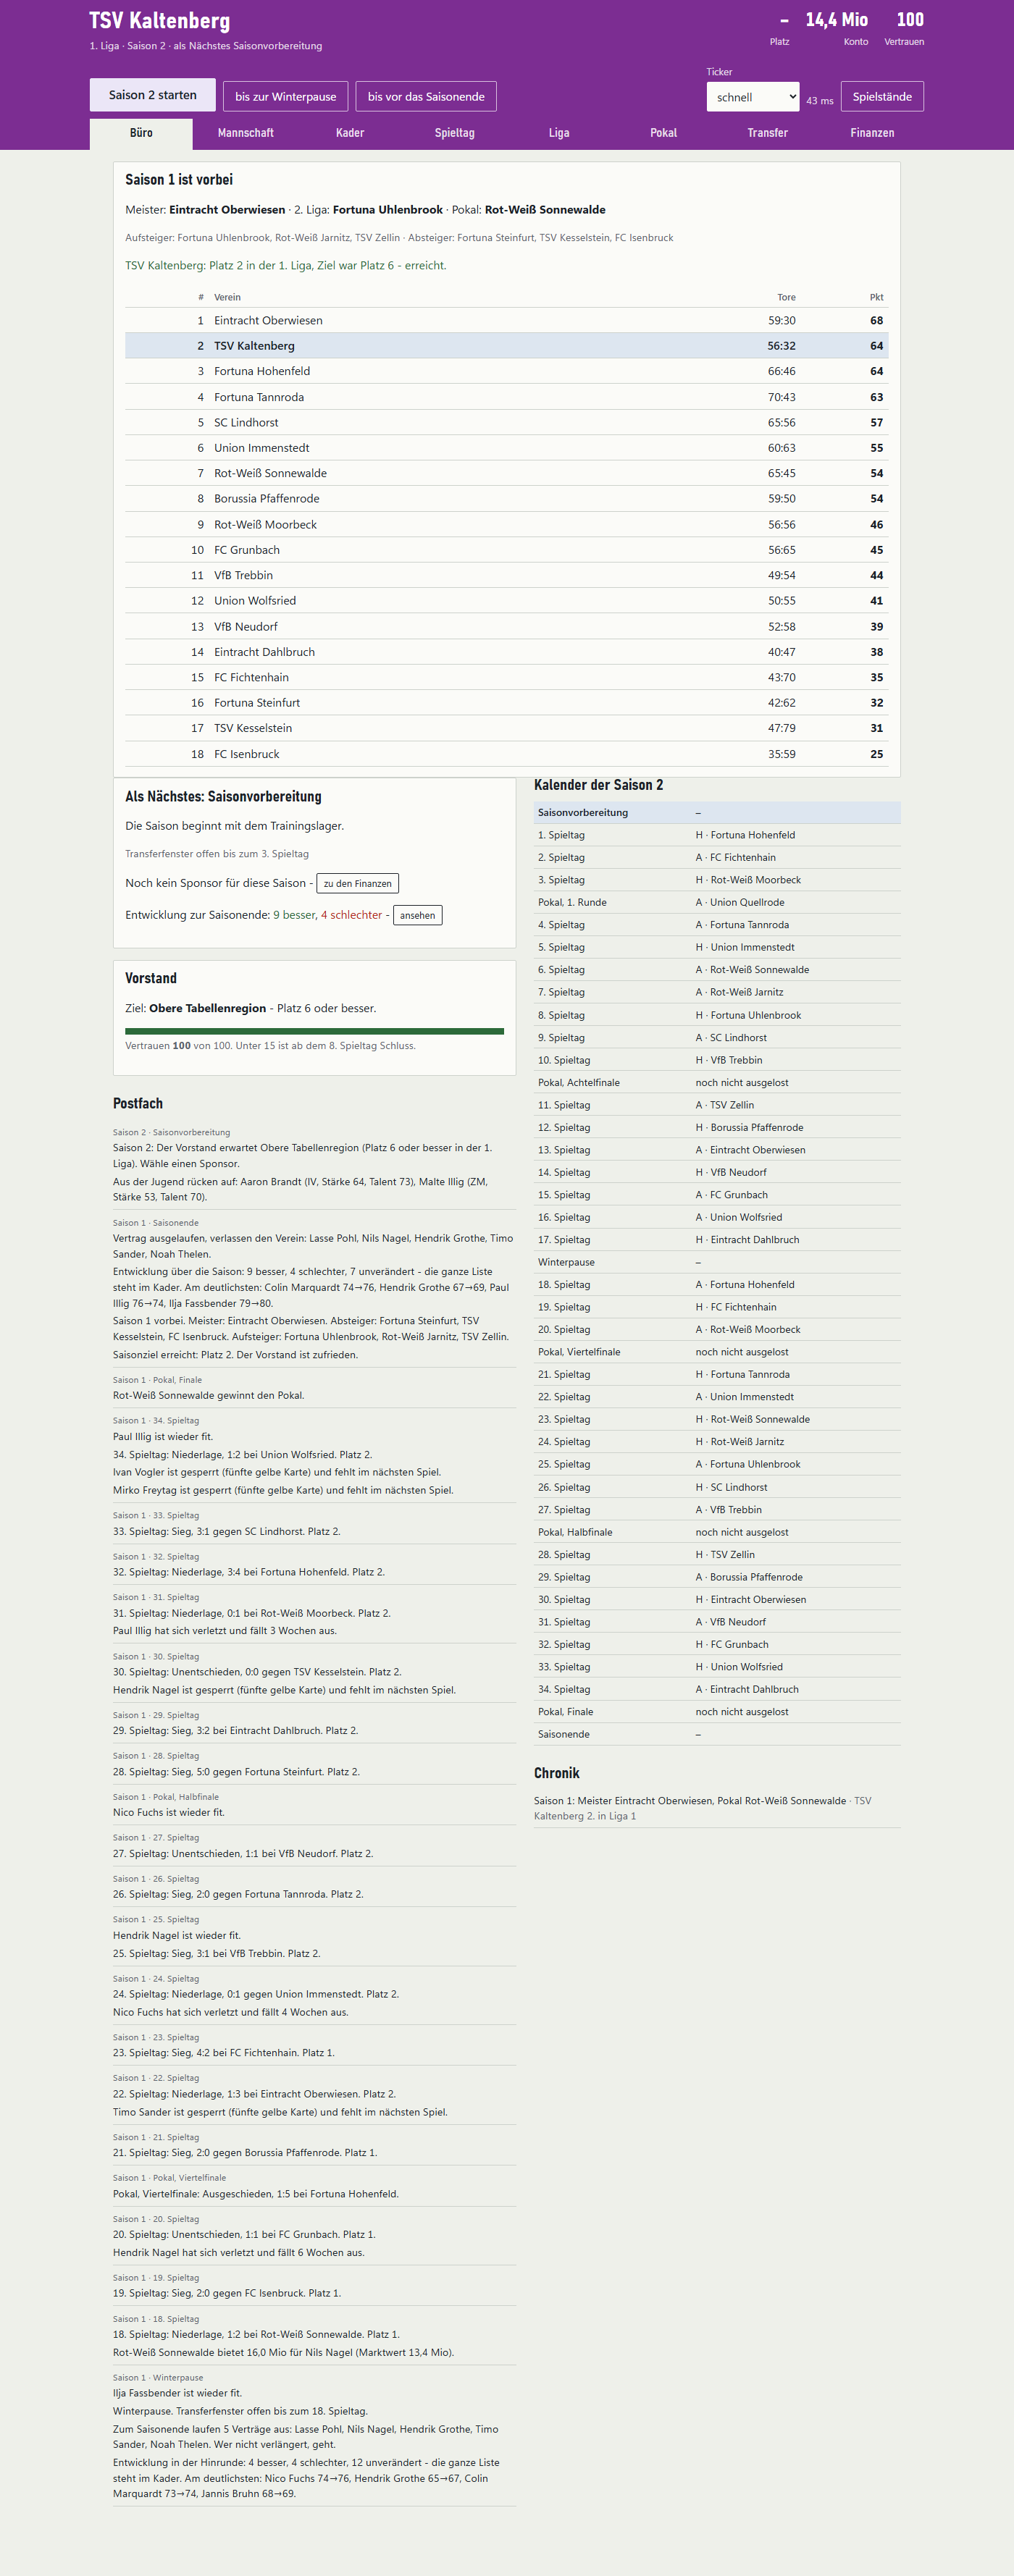 TSV Kaltenberg
1. Liga · Saison 2 · als Nächstes Saisonvorbereitung
– 14,4 Mio 100
Platz Konto Vertrauen
Ticker
Saison 2 starten bis zur Winterpause bis vor das Saisonende schnell 43 ms Spielstände
Büro Mannschaft Kader Spieltag Liga Pokal Transfer Finanzen
Saison 1 ist vorbei
Meister: Eintracht Oberwiesen · 2. Liga: Fortuna Uhlenbrook · Pokal: Rot-Weiß Sonnewalde
Aufsteiger: Fortuna Uhlenbrook, Rot-Weiß Jarnitz, TSV Zellin · Absteiger: Fortuna Steinfurt, TSV Kesselstein, FC Isenbruck
TSV Kaltenberg: Platz 2 in der 1. Liga, Ziel war Platz 6 - erreicht.
# Verein Tore Pkt
1 Eintracht Oberwiesen 59:30 68
2 TSV Kaltenberg 56:32 64
3 Fortuna Hohenfeld 66:46 64
4 Fortuna Tannroda 70:43 63
5 SC Lindhorst 65:56 57
6 Union Immenstedt 60:63 55
7 Rot-Weiß Sonnewalde 65:45 54
8 Borussia Pfaffenrode 59:50 54
9 Rot-Weiß Moorbeck 56:56 46
10 FC Grunbach 56:65 45
11 VfB Trebbin 49:54 44
12 Union Wolfsried 50:55 41
13 VfB Neudorf 52:58 39
14 Eintracht Dahlbruch 40:47 38
15 FC Fichtenhain 43:70 35
16 Fortuna Steinfurt 42:62 32
17 TSV Kesselstein 47:79 31
18 FC Isenbruck 35:59 25
Als Nächstes: Saisonvorbereitung
Die Saison beginnt mit dem Trainingslager.
Transferfenster offen bis zum 3. Spieltag
Noch kein Sponsor für diese Saison - zu den Finanzen
Entwicklung zur Saisonende: 9 besser, 4 schlechter - ansehen
Vorstand
Ziel: Obere Tabellenregion - Platz 6 oder besser.
Vertrauen 100 von 100. Unter 15 ist ab dem 8. Spieltag Schluss.
Postfach
Saison 2 · Saisonvorbereitung
Saison 2: Der Vorstand erwartet Obere Tabellenregion (Platz 6 oder besser in der 1.
Liga). Wähle einen Sponsor.
Aus der Jugend rücken auf: Aaron Brandt (IV, Stärke 64, Talent 73), Malte Illig (ZM,
Stärke 53, Talent 70).
Saison 1 · Saisonende
Vertrag ausgelaufen, verlassen den Verein: Lasse Pohl, Nils Nagel, Hendrik Grothe, Timo
Sander, Noah Thelen.
Entwicklung über die Saison: 9 besser, 4 schlechter, 7 unverändert - die ganze Liste
steht im Kader. Am deutlichsten: Colin Marquardt 74→76, Hendrik Grothe 67→69, Paul
Illig 76→74, Ilja Fassbender 79→80.
Saison 1 vorbei. Meister: Eintracht Oberwiesen. Absteiger: Fortuna Steinfurt, TSV
Kesselstein, FC Isenbruck. Aufsteiger: Fortuna Uhlenbrook, Rot-Weiß Jarnitz, TSV Zellin.
Saisonziel erreicht: Platz 2. Der Vorstand ist zufrieden.
Saison 1 · Pokal, Finale
Rot-Weiß Sonnewalde gewinnt den Pokal.
Saison 1 · 34. Spieltag
Paul Illig ist wieder fit.
34. Spieltag: Niederlage, 1:2 bei Union Wolfsried. Platz 2.
Ivan Vogler ist gesperrt (fünfte gelbe Karte) und fehlt im nächsten Spiel.
Mirko Freytag ist gesperrt (fünfte gelbe Karte) und fehlt im nächsten Spiel.
Saison 1 · 33. Spieltag
33. Spieltag: Sieg, 3:1 gegen SC Lindhorst. Platz 2.
Saison 1 · 32. Spieltag
32. Spieltag: Niederlage, 3:4 bei Fortuna Hohenfeld. Platz 2.
Saison 1 · 31. Spieltag
31. Spieltag: Niederlage, 0:1 bei Rot-Weiß Moorbeck. Platz 2.
Paul Illig hat sich verletzt und fällt 3 Wochen aus.
Saison 1 · 30. Spieltag
30. Spieltag: Unentschieden, 0:0 gegen TSV Kesselstein. Platz 2.
Hendrik Nagel ist gesperrt (fünfte gelbe Karte) und fehlt im nächsten Spiel.
Saison 1 · 29. Spieltag
29. Spieltag: Sieg, 3:2 bei Eintracht Dahlbruch. Platz 2.
Saison 1 · 28. Spieltag
28. Spieltag: Sieg, 5:0 gegen Fortuna Steinfurt. Platz 2.
Saison 1 · Pokal, Halbfinale
Nico Fuchs ist wieder fit.
Saison 1 · 27. Spieltag
27. Spieltag: Unentschieden, 1:1 bei VfB Neudorf. Platz 2.
Saison 1 · 26. Spieltag
26. Spieltag: Sieg, 2:0 gegen Fortuna Tannroda. Platz 2.
Saison 1 · 25. Spieltag
Hendrik Nagel ist wieder fit.
25. Spieltag: Sieg, 3:1 bei VfB Trebbin. Platz 2.
Saison 1 · 24. Spieltag
24. Spieltag: Niederlage, 0:1 gegen Union Immenstedt. Platz 2.
Nico Fuchs hat sich verletzt und fällt 4 Wochen aus.
Saison 1 · 23. Spieltag
23. Spieltag: Sieg, 4:2 bei FC Fichtenhain. Platz 1.
Saison 1 · 22. Spieltag
22. Spieltag: Niederlage, 1:3 bei Eintracht Oberwiesen. Platz 2.
Timo Sander ist gesperrt (fünfte gelbe Karte) und fehlt im nächsten Spiel.
Saison 1 · 21. Spieltag
21. Spieltag: Sieg, 2:0 gegen Borussia Pfaffenrode. Platz 1.
Saison 1 · Pokal, Viertelfinale
Pokal, Viertelfinale: Ausgeschieden, 1:5 bei Fortuna Hohenfeld.
Saison 1 · 20. Spieltag
20. Spieltag: Unentschieden, 1:1 bei FC Grunbach. Platz 1.
Hendrik Nagel hat sich verletzt und fällt 6 Wochen aus.
Saison 1 · 19. Spieltag
19. Spieltag: Sieg, 2:0 gegen FC Isenbruck. Platz 1.
Saison 1 · 18. Spieltag
18. Spieltag: Niederlage, 1:2 bei Rot-Weiß Sonnewalde. Platz 1.
Rot-Weiß Sonnewalde bietet 16,0 Mio für Nils Nagel (Marktwert 13,4 Mio).
Saison 1 · Winterpause
Ilja Fassbender ist wieder fit.
Winterpause. Transferfenster offen bis zum 18. Spieltag.
Zum Saisonende laufen 5 Verträge aus: Lasse Pohl, Nils Nagel, Hendrik Grothe, Timo
Sander, Noah Thelen. Wer nicht verlängert, geht.
Entwicklung in der Hinrunde: 4 besser, 4 schlechter, 12 unverändert - die ganze Liste
steht im Kader. Am deutlichsten: Nico Fuchs 74→76, Hendrik Grothe 65→67, Colin
Marquardt 73→74, Jannis Bruhn 68→69.
Kalender der Saison 2
Saisonvorbereitung –
1. Spieltag H · Fortuna Hohenfeld
2. Spieltag A · FC Fichtenhain
3. Spieltag H · Rot-Weiß Moorbeck
Pokal, 1. Runde A · Union Quellrode
4. Spieltag A · Fortuna Tannroda
5. Spieltag H · Union Immenstedt
6. Spieltag A · Rot-Weiß Sonnewalde
7. Spieltag A · Rot-Weiß Jarnitz
8. Spieltag H · Fortuna Uhlenbrook
9. Spieltag A · SC Lindhorst
10. Spieltag H · VfB Trebbin
Pokal, Achtelfinale noch nicht ausgelost
11. Spieltag A · TSV Zellin
12. Spieltag H · Borussia Pfaffenrode
13. Spieltag A · Eintracht Oberwiesen
14. Spieltag H · VfB Neudorf
15. Spieltag A · FC Grunbach
16. Spieltag A · Union Wolfsried
17. Spieltag H · Eintracht Dahlbruch
Winterpause –
18. Spieltag A · Fortuna Hohenfeld
19. Spieltag H · FC Fichtenhain
20. Spieltag A · Rot-Weiß Moorbeck
Pokal, Viertelfinale noch nicht ausgelost
21. Spieltag H · Fortuna Tannroda
22. Spieltag A · Union Immenstedt
23. Spieltag H · Rot-Weiß Sonnewalde
24. Spieltag H · Rot-Weiß Jarnitz
25. Spieltag A · Fortuna Uhlenbrook
26. Spieltag H · SC Lindhorst
27. Spieltag A · VfB Trebbin
Pokal, Halbfinale noch nicht ausgelost
28. Spieltag H · TSV Zellin
29. Spieltag A · Borussia Pfaffenrode
30. Spieltag H · Eintracht Oberwiesen
31. Spieltag A · VfB Neudorf
32. Spieltag H · FC Grunbach
33. Spieltag H · Union Wolfsried
34. Spieltag A · Eintracht Dahlbruch
Pokal, Finale noch nicht ausgelost
Saisonende –
Chronik
Saison 1: Meister Eintracht Oberwiesen, Pokal Rot-Weiß Sonnewalde · TSV
Kaltenberg 2. in Liga 1